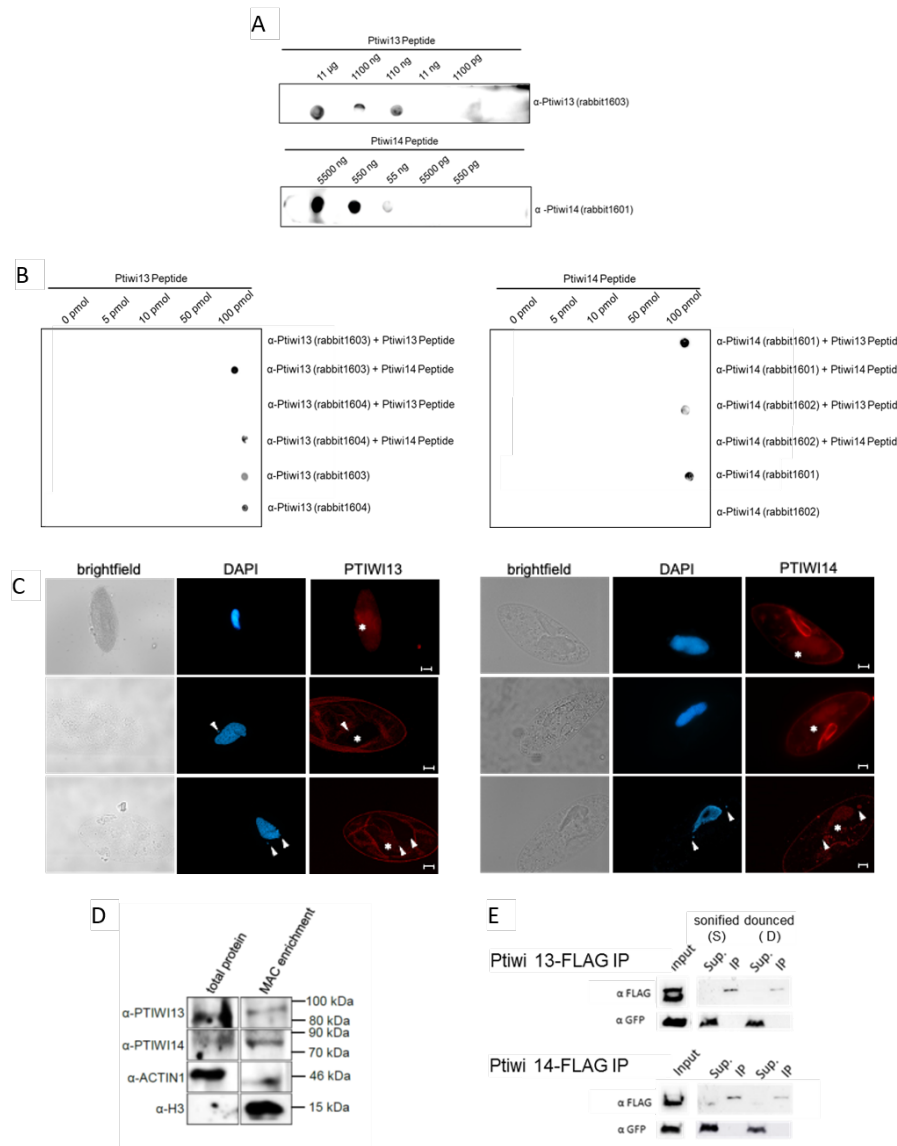 A
Ptiwi13 Peptide
11 µg 1100 ng 110 ng 11 ng 1100 pg
α-Ptiwi13 (rabbit1603)
Ptiwi14 Peptide
5500 ng 550 ng 55 ng 5500 pg 550 pg
α -Ptiwi14 (rabbit1601)
B
Ptiwi13 Peptide
0 pmol 5 pmol 10 pmol 50 pmol 100 pmol
α-Ptiwi13 (rabbit1603) + Ptiwi13 Peptide
α-Ptiwi13 (rabbit1603) + Ptiwi14 Peptide
α-Ptiwi13 (rabbit1604) + Ptiwi13 Peptide
α-Ptiwi13 (rabbit1604) + Ptiwi14 Peptide
α-Ptiwi13 (rabbit1603)
α-Ptiwi13 (rabbit1604)
Ptiwi14 Peptide
0 pmol 5 pmol 10 pmol 50 pmol 100 pmol
α-Ptiwi14 (rabbit1601) + Ptiwi13 Peptid
α-Ptiwi14 (rabbit1601) + Ptiwi14 Peptid
α-Ptiwi14 (rabbit1602) + Ptiwi13 Peptid
α-Ptiwi14 (rabbit1602) + Ptiwi14 Peptid
α-Ptiwi14 (rabbit1601)
α-Ptiwi14 (rabbit1602)
C
brightfield DAPI PTIWI13
brightfield DAPI PTIWI14
D
total protein MAC enrichment
α-PTIWI13
100 kDa
80 kDa
α-PTIWI14
90 kDa
70 kDa
α-ACTIN1
46 kDa
α-H3
15 kDa
E
sonified dounced
(S) (D)
Ptiwi 13-FLAG IP
Input Sup. IP Sup. IP
α FLAG
α GFP
Ptiwi 14-FLAG IP
Input Sup. IP Sup. IP
α FLAG
α GFP